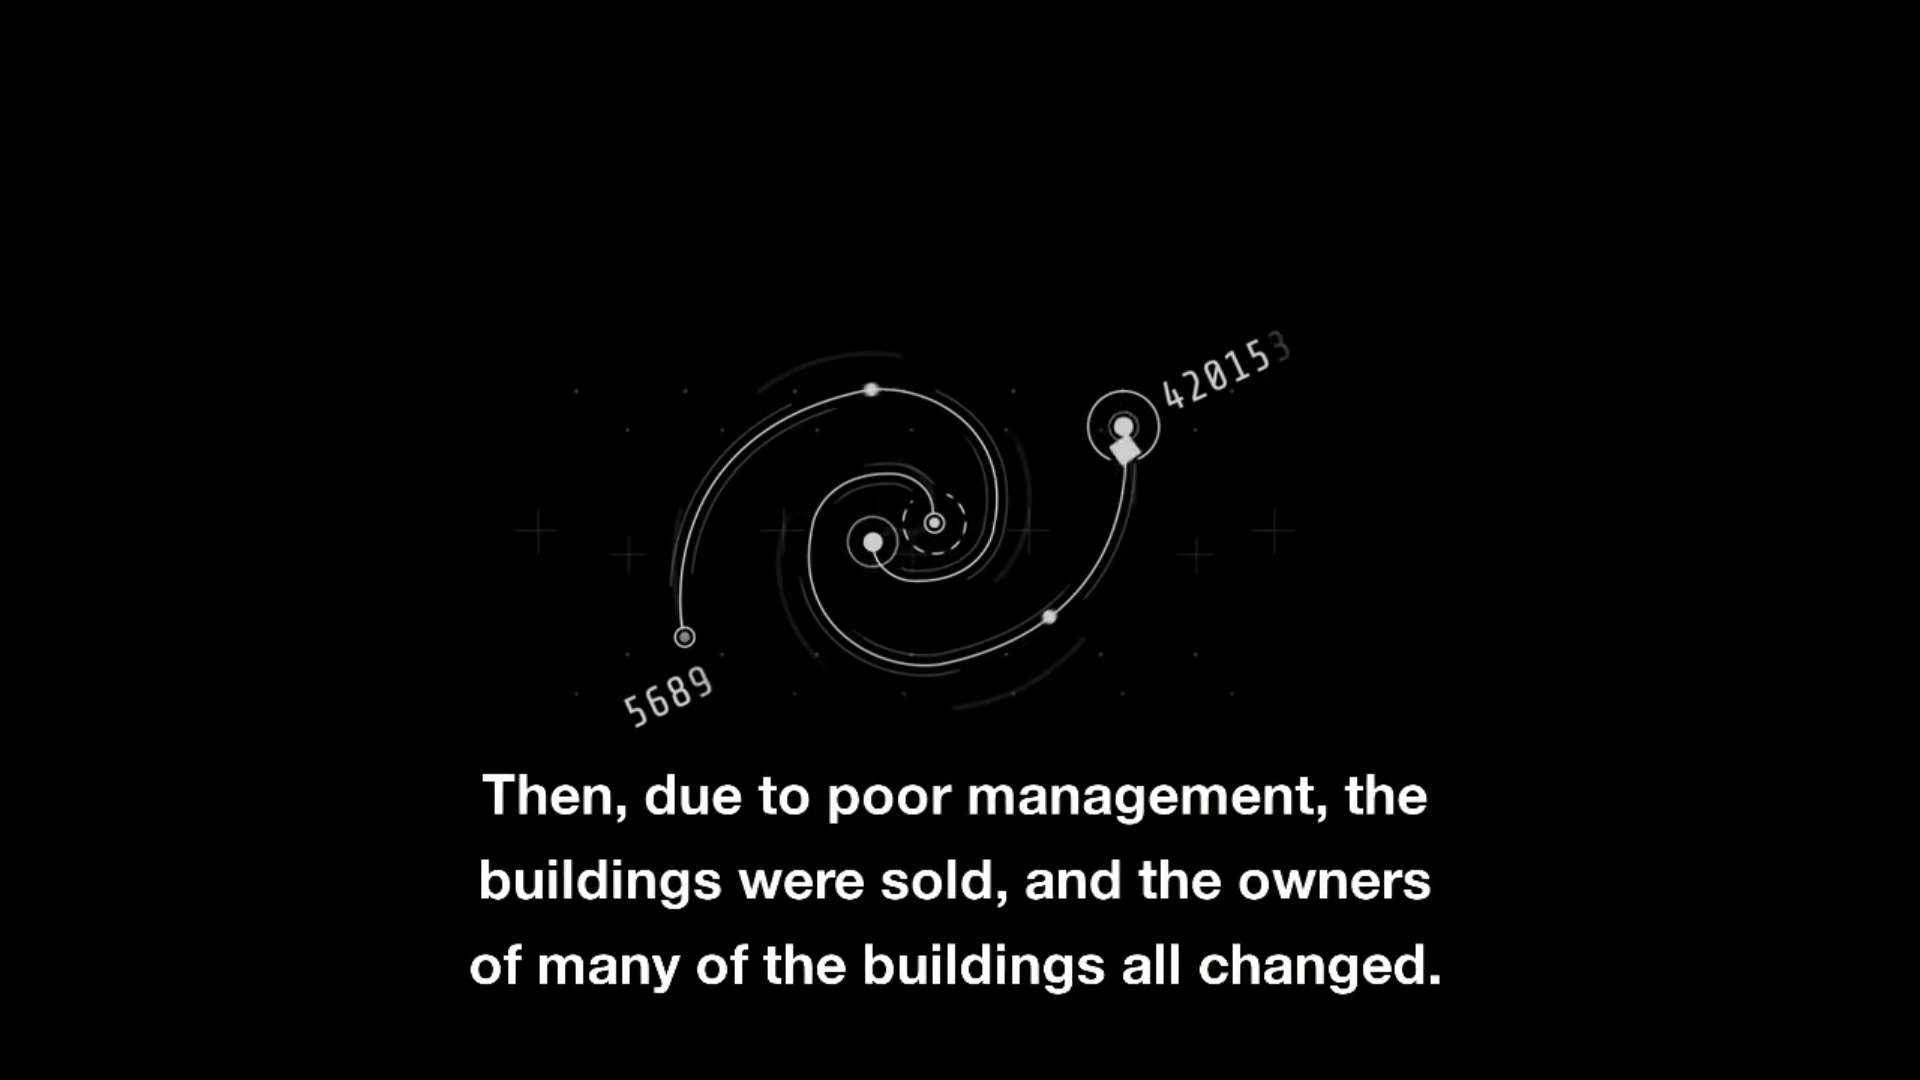 420153
5689
Then, due to poor management, the
buildings were sold, and the owners
of many of the buildings all changed.